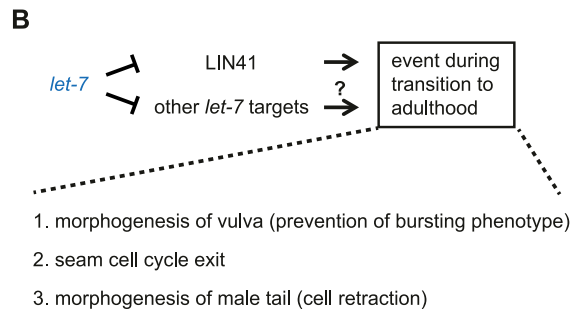 B
let-7
LIN41
?
other let-7 targets
event during
transition to
adulthood
1. morphogenesis of vulva (prevention of bursting phenotype)
2. seam cell cycle exit
3. morphogenesis of male tail (cell retraction)